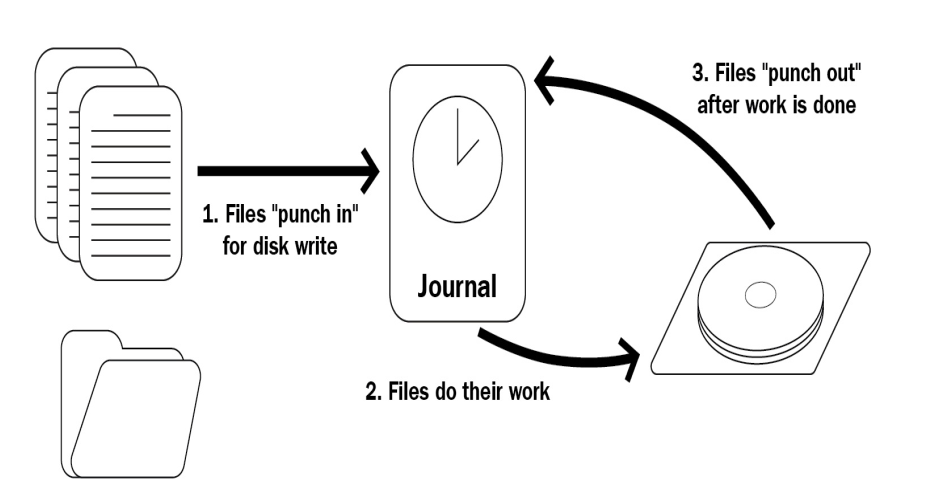 1. Files "punch in"
for disk write
Journal
2. Files do their work
3. Files "punch out"
after work is done